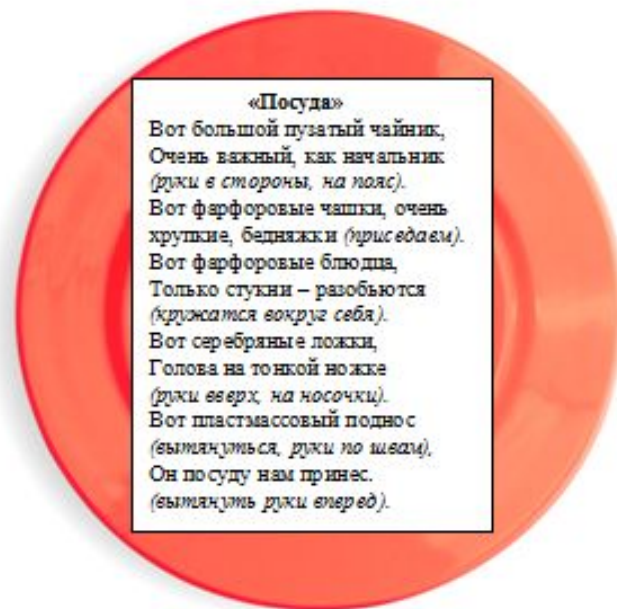 «Посуда»
Вот большой пузатый чайник,
Очень важный, как начальник
(руки в стороны, на пояс).
Вот фарфоровые чашки, очень
хрупкие, бедняжки (приседаем).
Вот фарфоровые блюдца,
Только стукни – разобьются
(кружатся вокруг себя).
Вот серебряные ложки,
Голова на тонкой ножке
(руки вверх, на носочки).
Вот пластмассовый поднос
(вытянуться, руки по швам),
Он посуду нам принес.
(вытянуть руки вперед).